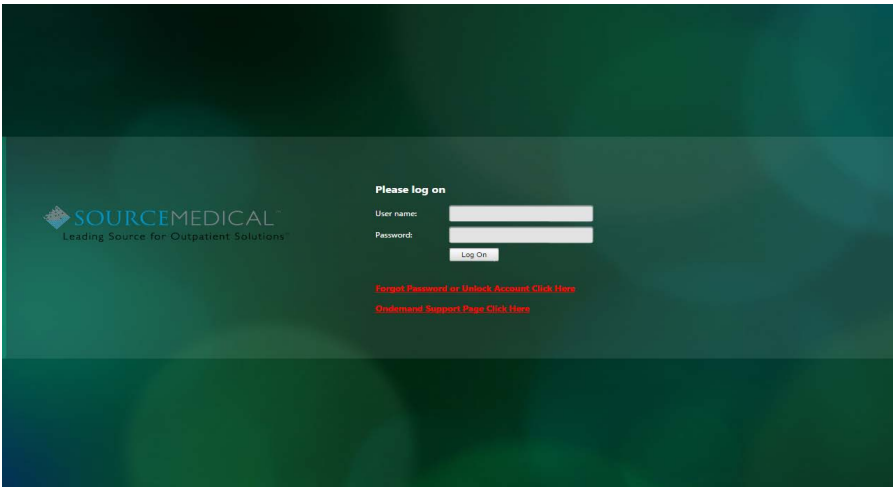 SOURCEMEDICAL™
Leading Source for Outpatient Solutions®
Please log on
User name:
Password:
Log On
Forgot Password or Unlock Account Click Here
Ondemand Support Page Click Here